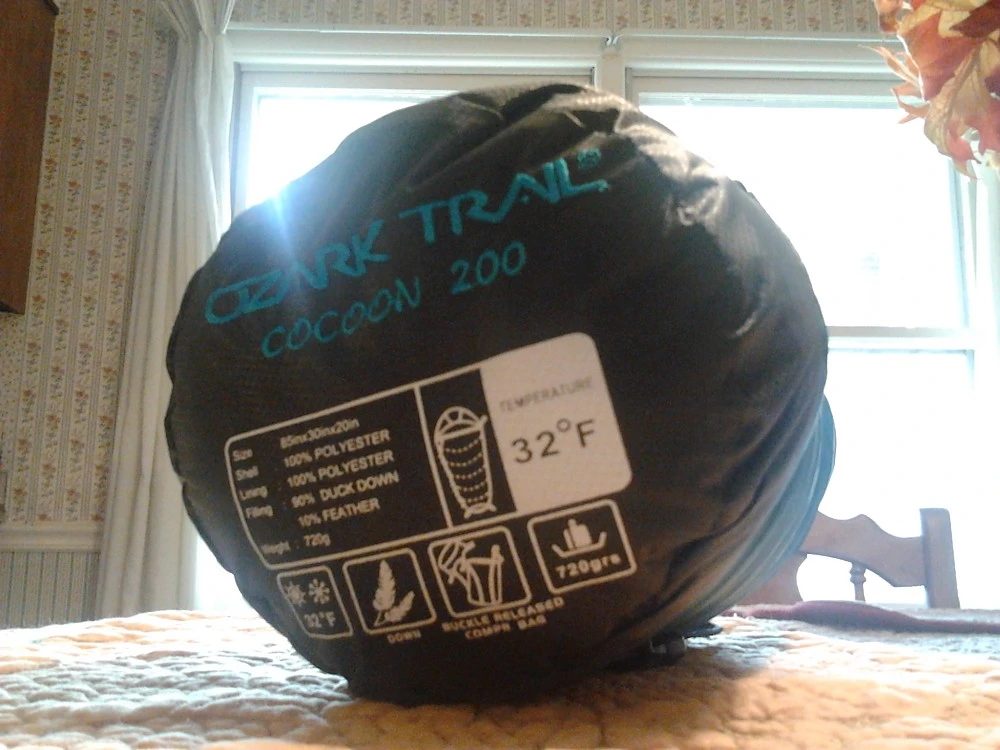 OZARK TRAIL
COCOON 200
Size : 85inx30inx20in
Shell : 100% POLYESTER
Lining : 100% POLYESTER
Filling : 90% DUCK DOWN
10% FEATHER
Weight : 720g
TEMPERATURE
32°F
32°F
DOWN
BUCKLE RELEASED
COMPR BAG
720grs